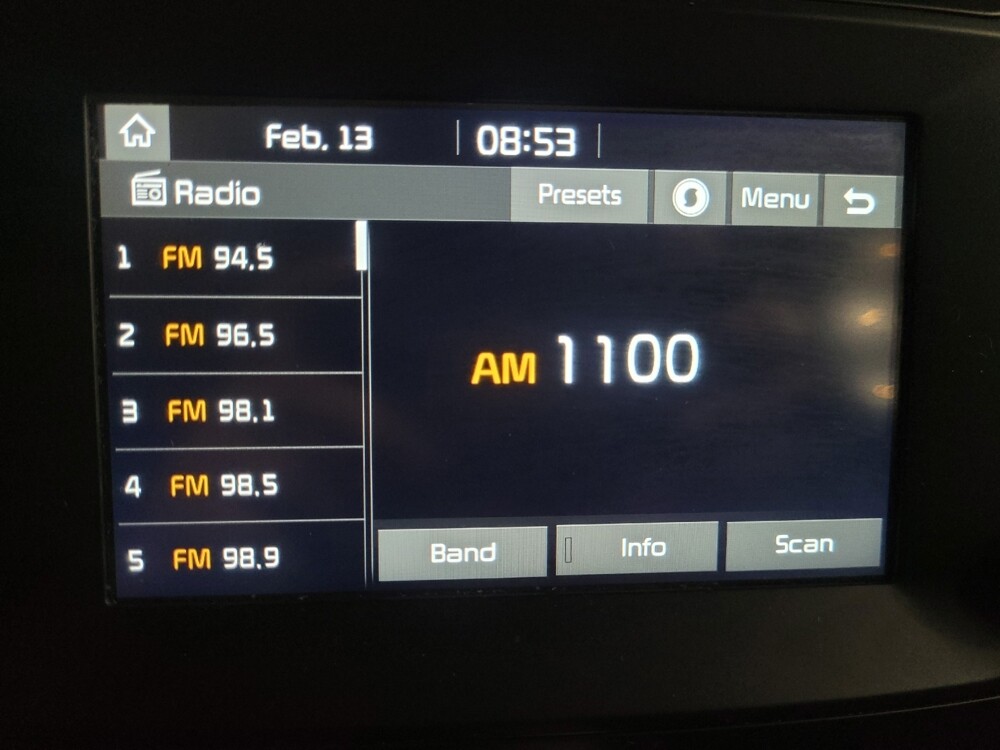 Feb. 13 08:53
Radio Presets Menu
1 FM 94.5
2 FM 96.5
3 FM 98.1
4 FM 98.5
5 FM 98.9
AM 1100
Band Info Scan